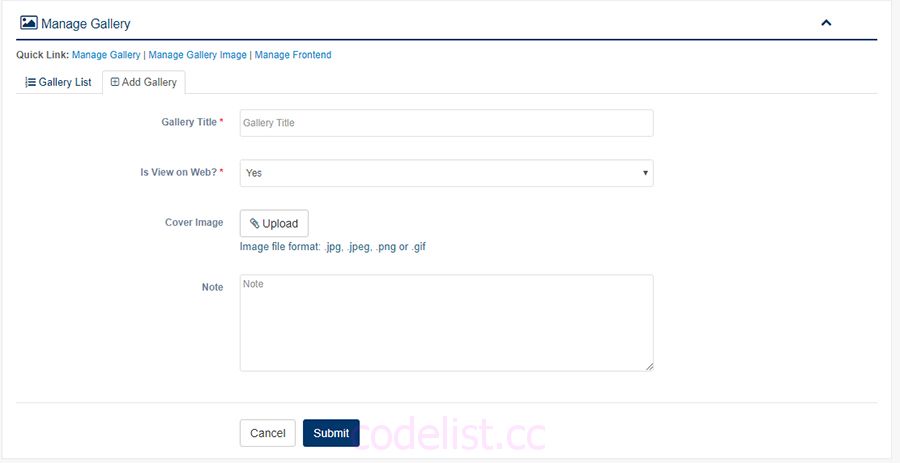 Manage Gallery
Quick Link: Manage Gallery | Manage Gallery Image | Manage Frontend
Gallery List Add Gallery
Gallery Title * Gallery Title
Is View on Web? * Yes
Cover Image Upload
Image file format: .jpg, .jpeg, .png or .gif
Note Note
Cancel Submit codelist.cc